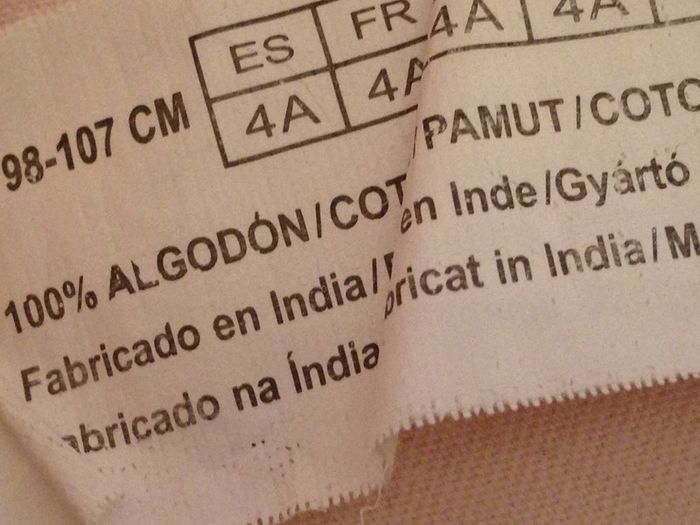 ES FR
98-107 CM 4A 4A 4A 4A
100% ALGODÓN/COT /PAMUT/COTO
Fabricado en India/ en Inde/Gyártó
abricado na Índia bricat in India/M